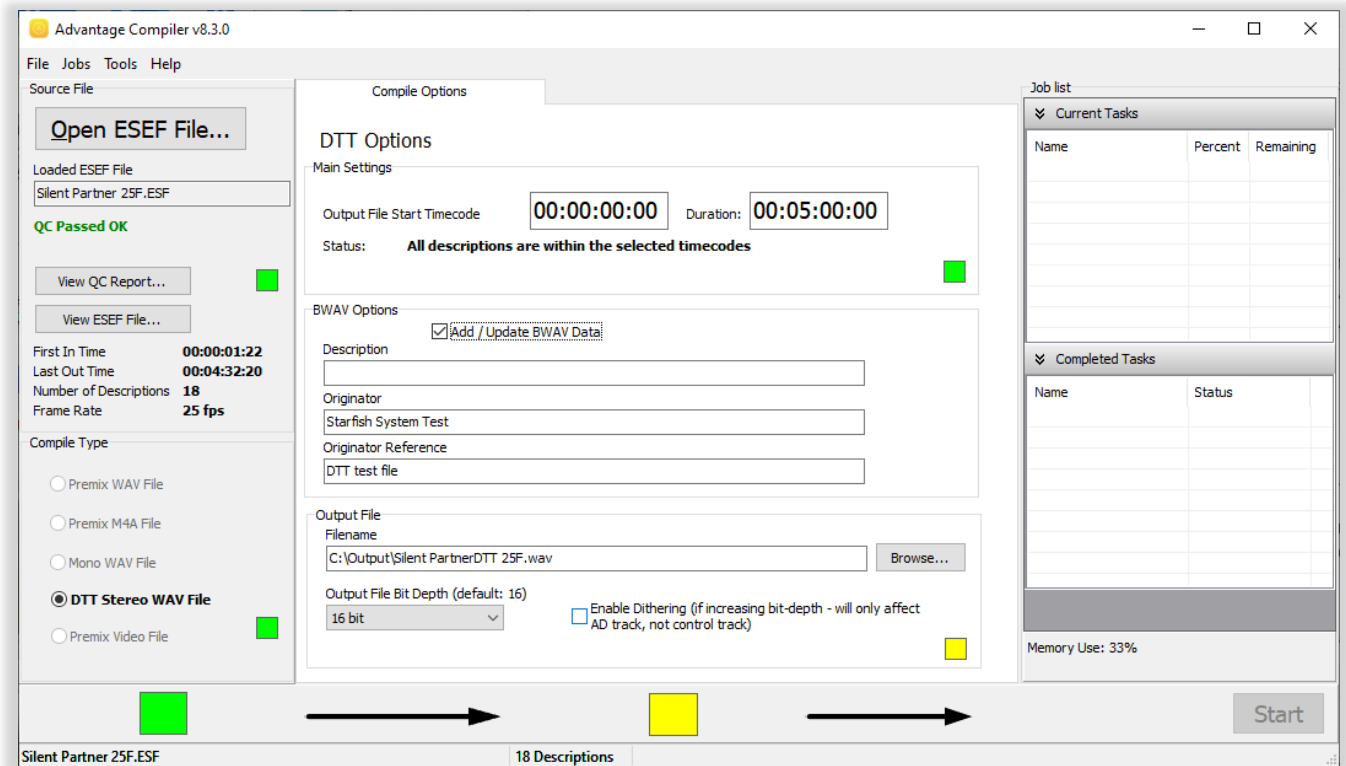 Advantage Compiler v8.3.0
File Jobs Tools Help
Source File
Open ESEF File...
Loaded ESEF File
Silent Partner 25F.ESF
QC Passed OK
View QC Report...
View ESEF File...
First In Time 00:00:01:22
Last Out Time 00:04:32:20
Number of Descriptions 18
Frame Rate 25 fps
Compile Type
Premix WAV File
Premix M4A File
Mono WAV File
DTT Stereo WAV File
Premix Video File
Compile Options
DTT Options
Main Settings
Output File Start Timecode 00:00:00:00 Duration: 00:05:00:00
Status: All descriptions are within the selected timecodes
BWAV Options
Add / Update BWAV Data
Description
Originator
Starfish System Test
Originator Reference
DTT test file
Output File
Filename
C:\Output\Silent PartnerDTT 25F.wav Browse...
Output File Bit Depth (default: 16)
16 bit
Enable Dithering (if increasing bit-depth - will only affect
AD track, not control track)
Job list
Current Tasks
Name Percent Remaining
Completed Tasks
Name Status
Memory Use: 33%
Start
Silent Partner 25F.ESF 18 Descriptions